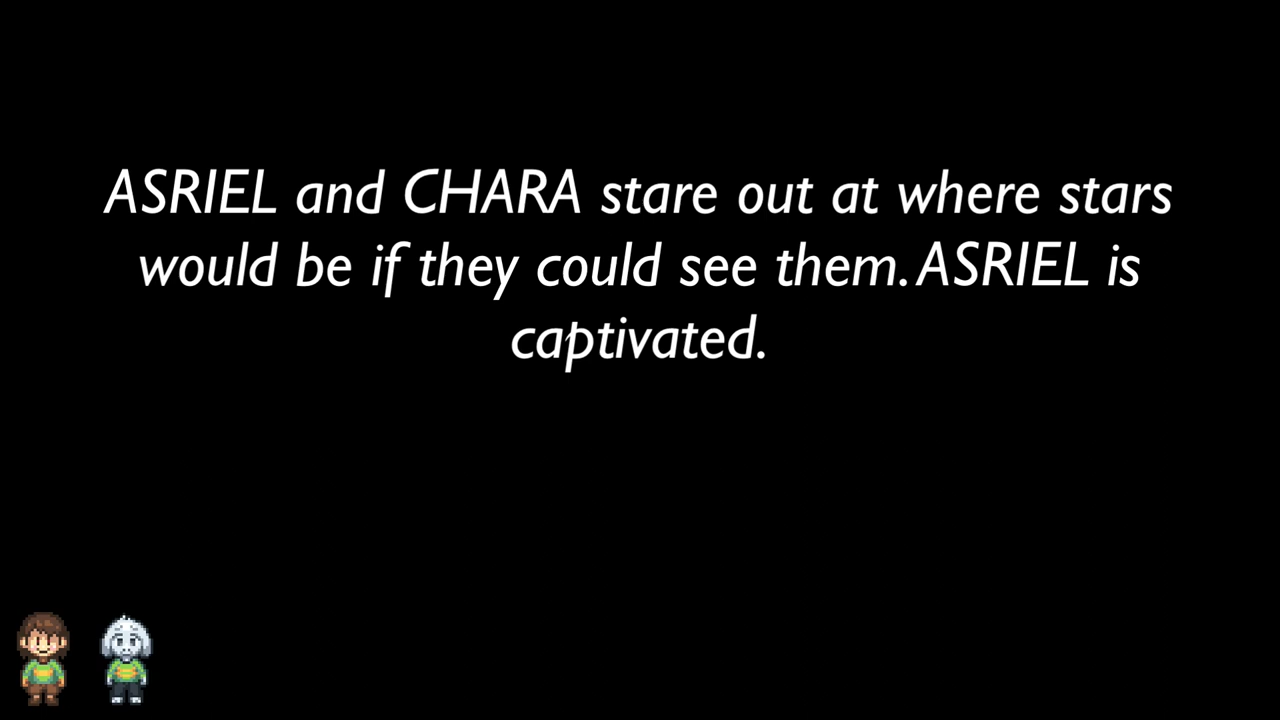 ASRIEL and CHARA stare out at where stars
would be if they could see them. ASRIEL is
captivated.